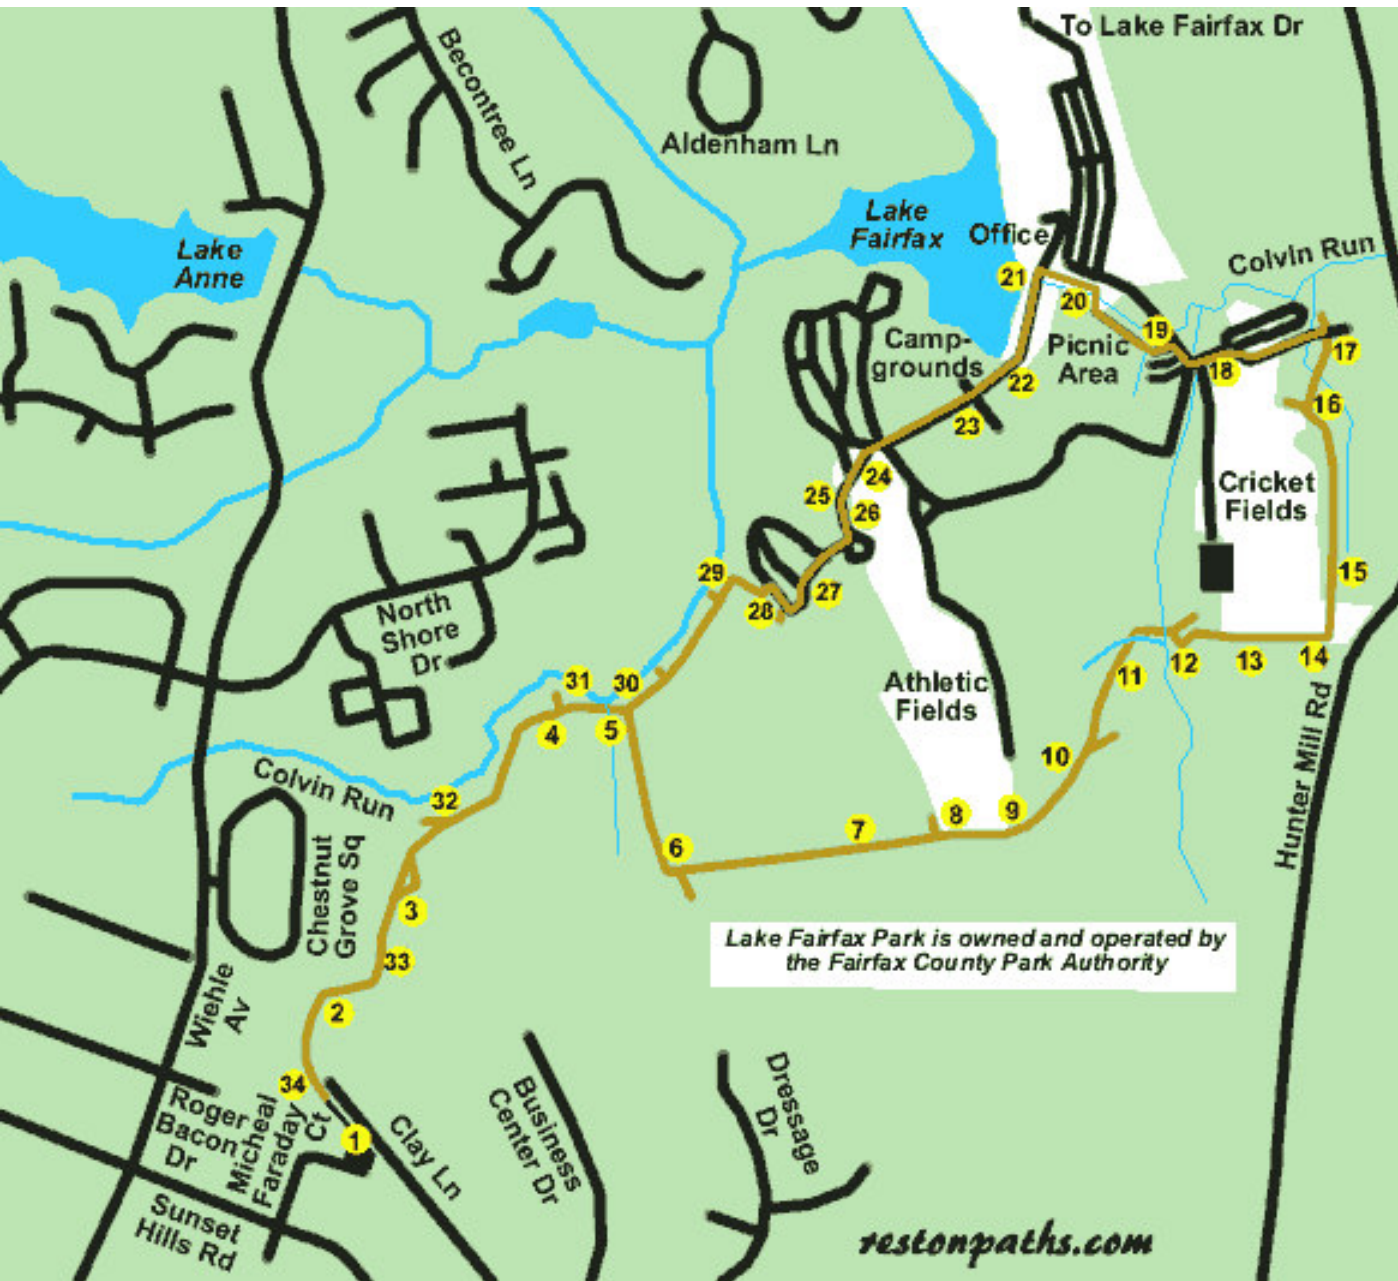 To Lake Fairfax Dr
Becontree Ln
Aldenham Ln
Lake
Fairfax
Office
Lake
Anne
Colvin Run
21
20
19
Camp-
grounds
Picnic
Area
17
18
22
16
23
24
25
26
Cricket
Fields
29
27
28
15
North
Shore
Dr
31
30
12
13
14
11
Athletic
Fields
4
5
10
Hunter Mill Rd
Colvin Run
32
8
9
7
6
Chestnut
Grove Sq
3
33
Lake Fairfax Park is owned and operated by
the Fairfax County Park Authority
2
Wiehle
Av
34
Roger
Bacon
Dr
Micheal
Faraday
Ct
1
Clay Ln
Business
Center Dr
Dressage
Dr
Sunset
Hills Rd
restonpaths.com